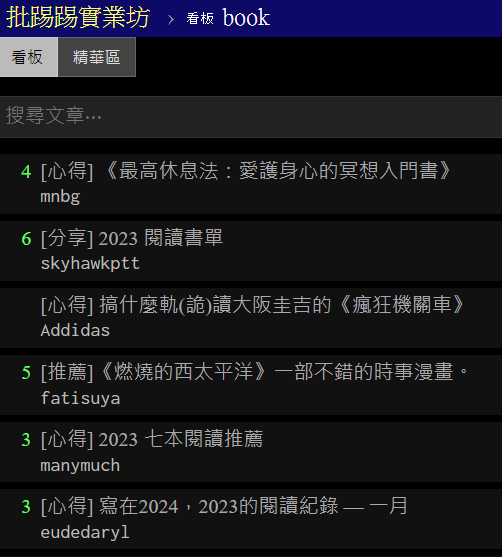 批踢踢實業坊 › 看板 book
看板 精華區
搜尋文章⋯
4 [心得] 《最高休息法：愛護身心的冥想入門書》
mnbg
6 [分享] 2023 閱讀書單
skyhawkptt
[心得] 搞什麼軌(詭)讀大阪圭吉的《瘋狂機關車》
Addidas
5 [推薦]《燃燒的西太平洋》一部不錯的時事漫畫。
fatisuya
3 [心得] 2023 七本閱讀推薦
manymuch
3 [心得] 寫在2024，2023的閱讀紀錄 — 一月
eudedaryl